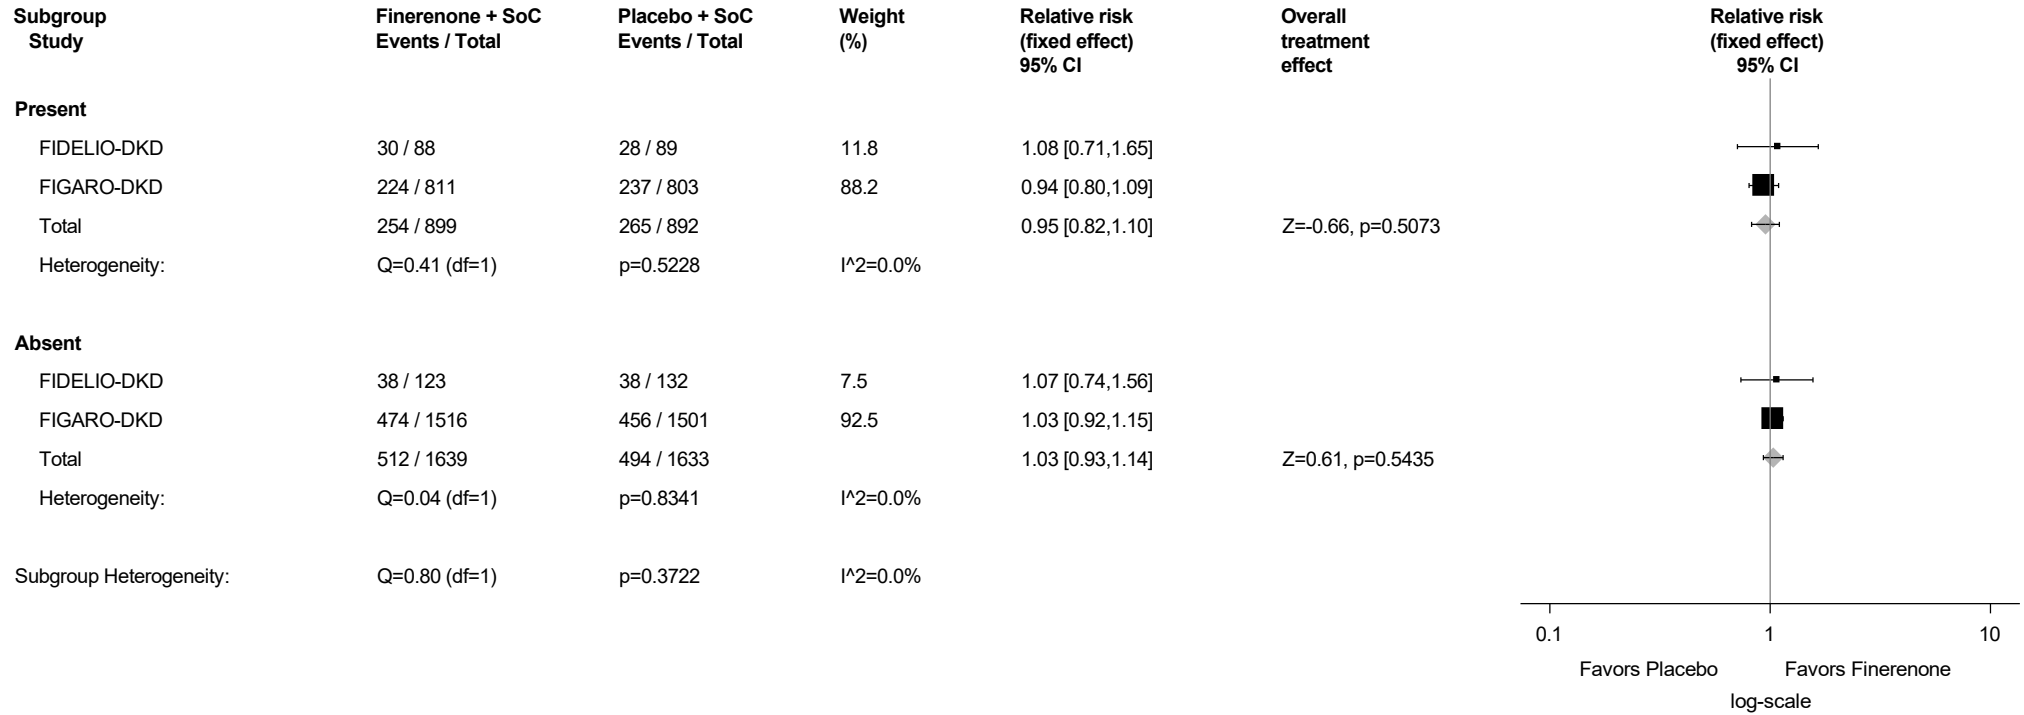 Subgroup Finerenone + SoC Placebo + SoC Weight Relative risk Overall Relative risk
Study Events / Total Events / Total (%) (fixed effect) treatment (fixed effect)
95% CI effect 95% CI
Present
FIDELIO-DKD 30 / 88 28 / 89 11.8 1.08 [0.71,1.65]
FIGARO-DKD 224 / 811 237 / 803 88.2 0.94 [0.80,1.09]
Total 254 / 899 265 / 892 0.95 [0.82,1.10] Z=-0.66, p=0.5073
Heterogeneity: Q=0.41 (df=1) p=0.5228 I^2=0.0%
Absent
FIDELIO-DKD 38 / 123 38 / 132 7.5 1.07 [0.74,1.56]
FIGARO-DKD 474 / 1516 456 / 1501 92.5 1.03 [0.92,1.15]
Total 512 / 1639 494 / 1633 1.03 [0.93,1.14] Z=0.61, p=0.5435
Heterogeneity: Q=0.04 (df=1) p=0.8341 I^2=0.0%
Subgroup Heterogeneity: Q=0.80 (df=1) p=0.3722 I^2=0.0%
0.1 1 10
Favors Placebo Favors Finerenone
log-scale